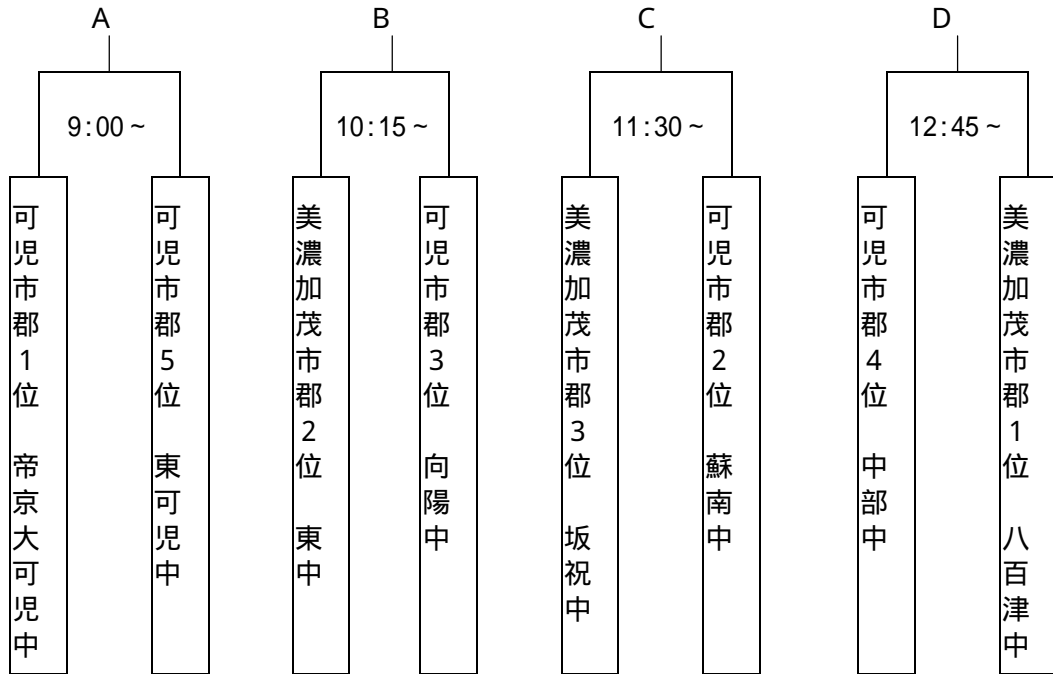 A
B
C
D
9:00～
10:15～
11:30～
12:45～
可児市郡1位　帝京大可児中
可児市郡5位　東可児中
美濃加茂市郡2位　東中
可児市郡3位　向陽中
美濃加茂市郡3位　坂祝中
可児市郡2位　蘇南中
可児市郡4位　中部中
美濃加茂市郡1位　八百津中